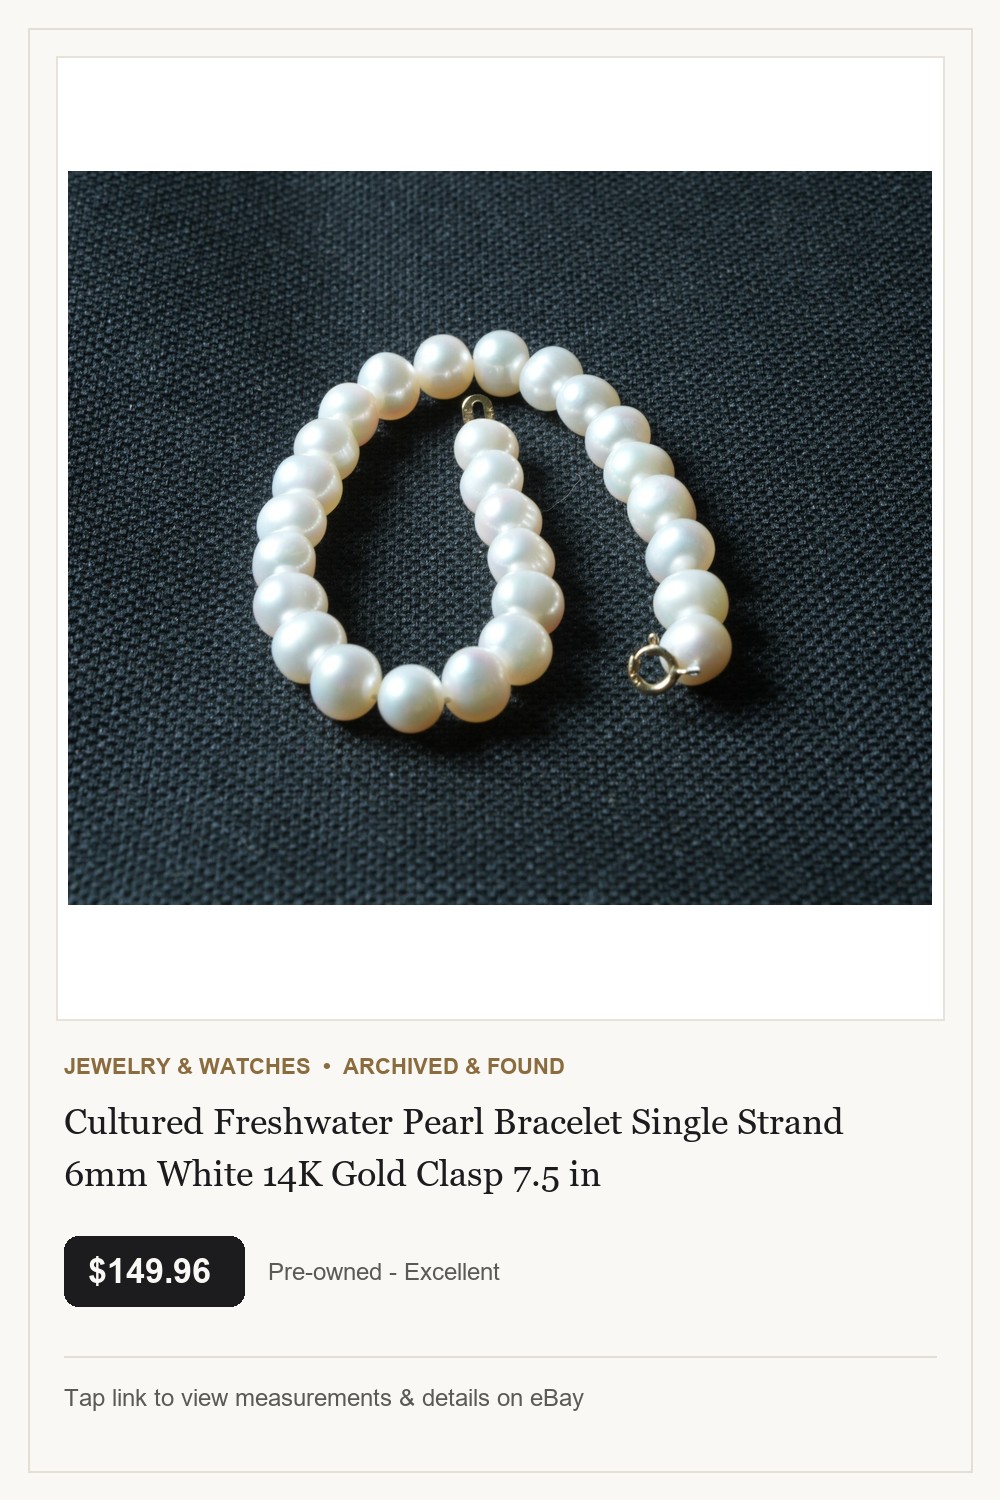 JEWELRY & WATCHES • ARCHIVED & FOUND
Cultured Freshwater Pearl Bracelet Single Strand
6mm White 14K Gold Clasp 7.5 in
$149.96
Pre-owned - Excellent
Tap link to view measurements & details on eBay